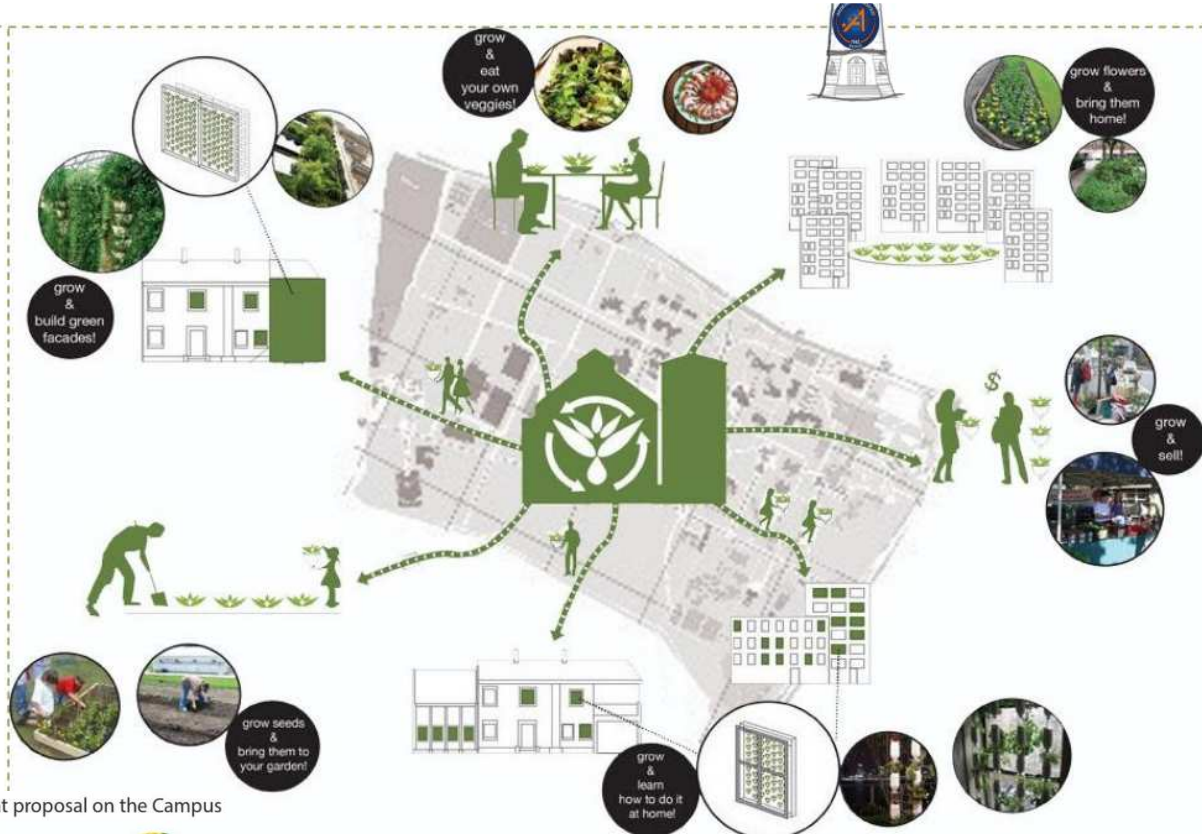 grow
&
eat
your own
veggies!
grow flowers
&
bring them
home!
grow
&
build green
facades!
$
grow
&
sell!
grow seeds
&
bring them to
your garden!
grow
&
learn
how to do it
at home!
t proposal on the Campus